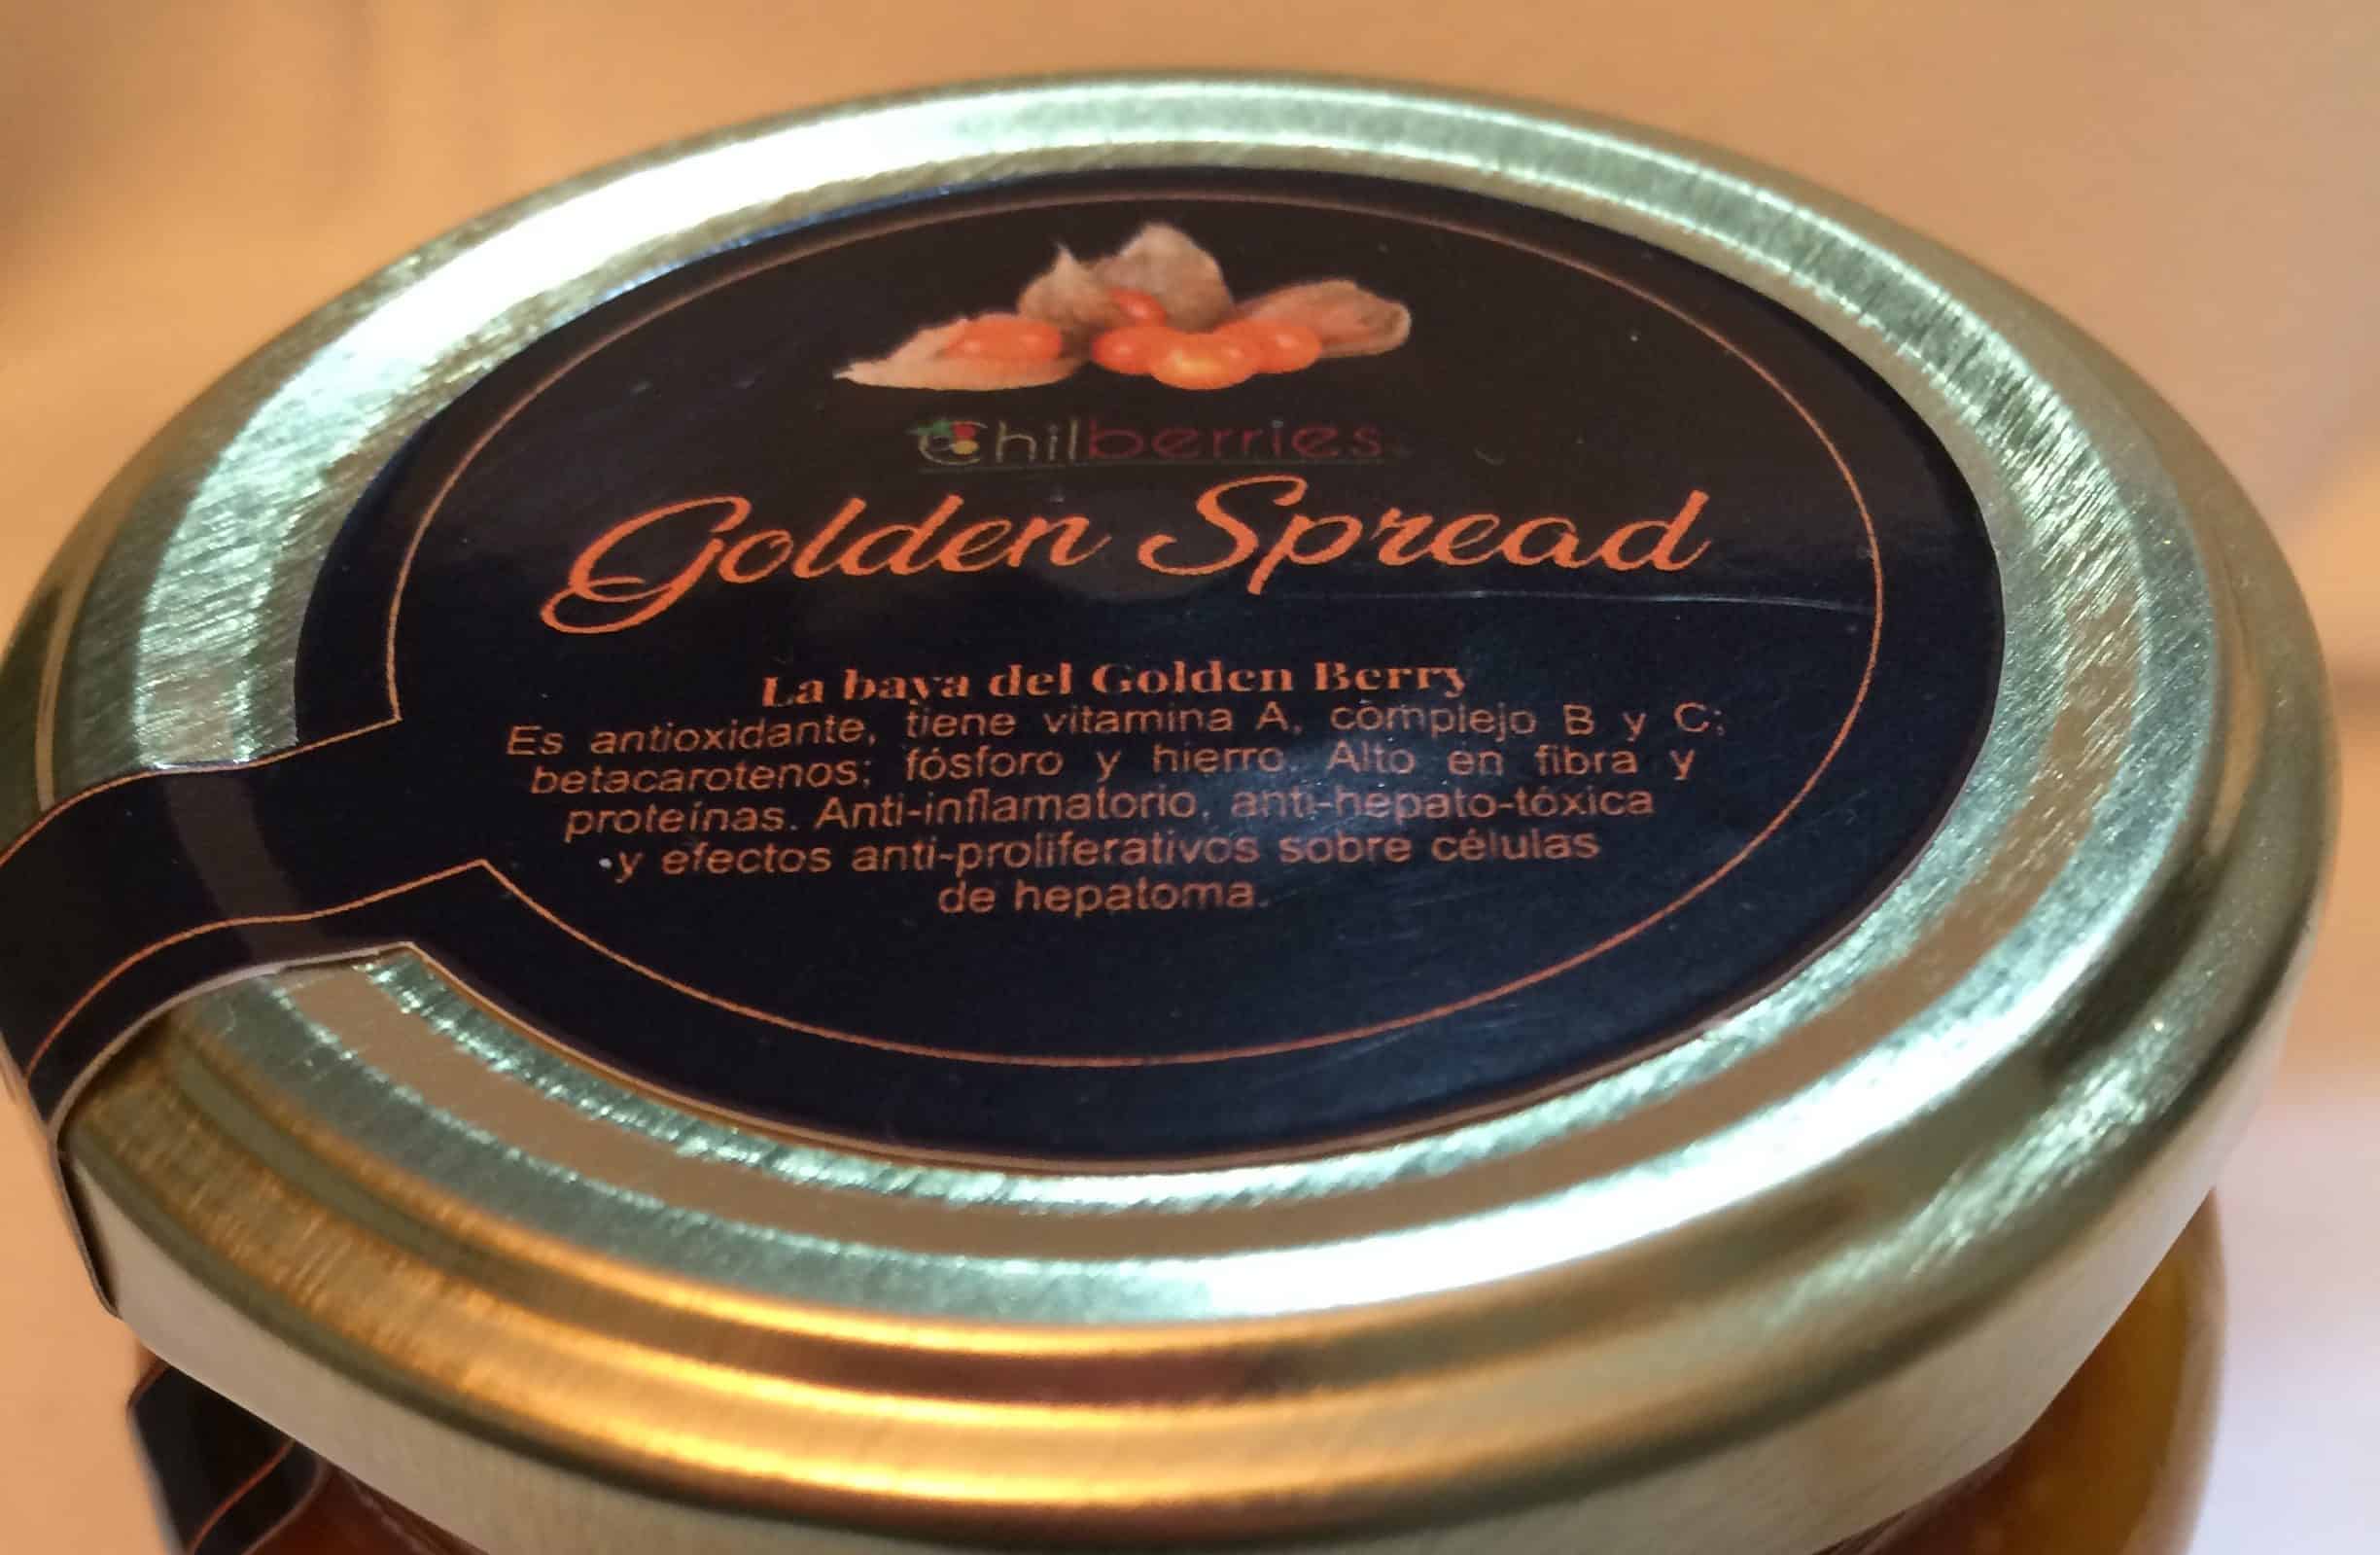 Chilberries
Golden Spread
La baya del Golden Berry
Es antioxidante, tiene vitamina A, complejo B y C;
betacarotenos; fósforo y hierro. Alto en fibra y
proteínas. Anti-inflamatorio, anti-hepato-tóxica
y efectos anti-proliferativos sobre células
de hepatoma.